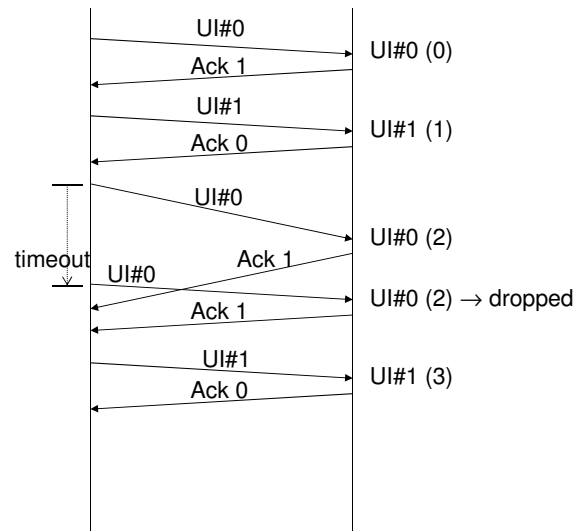 UI#0
UI#0 (0)
Ack 1
UI#1
UI#1 (1)
Ack 0
UI#0
UI#0 (2)
Ack 1
timeout
UI#0
UI#0 (2) → dropped
Ack 1
UI#1
UI#1 (3)
Ack 0